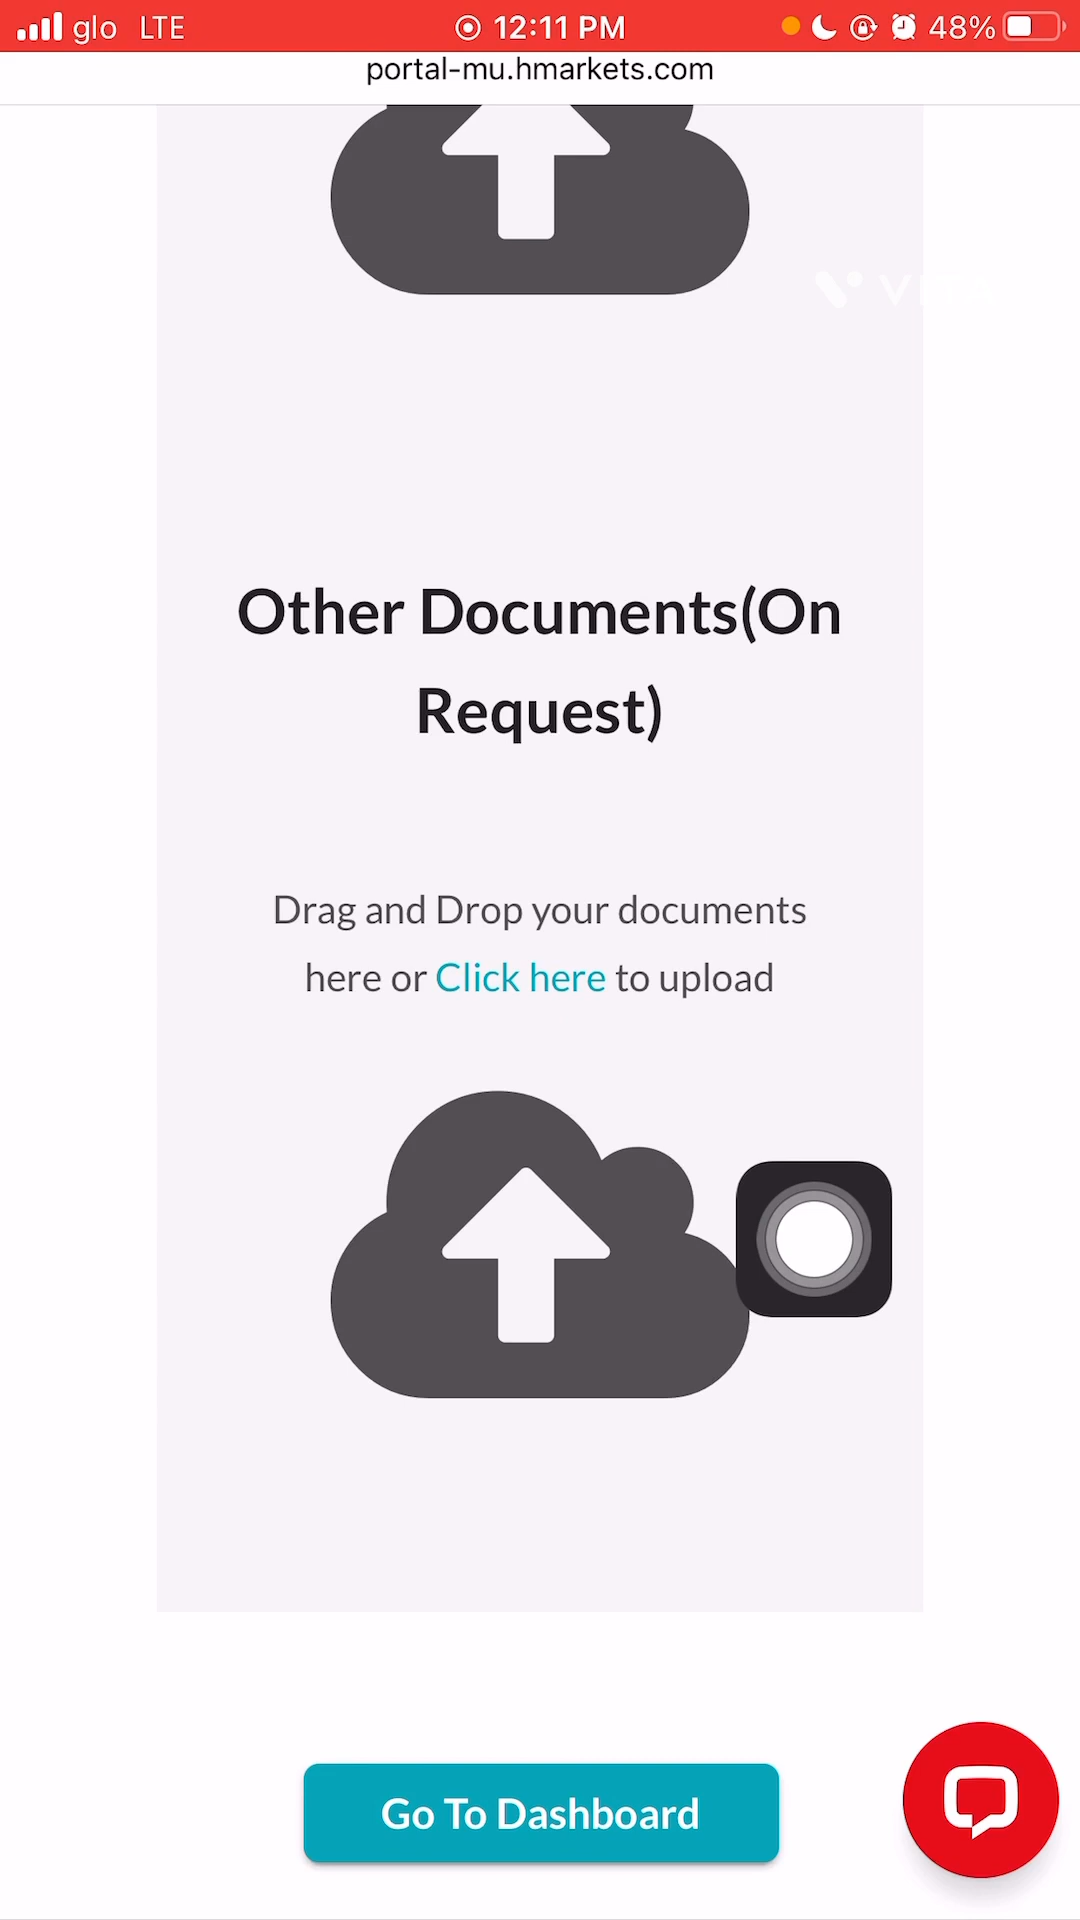 glo LTE 12:11 PM 48%
portal-mu.hmarkets.com
Other Documents(On
Request)
Drag and Drop your documents
here or Click here to upload
Go To Dashboard